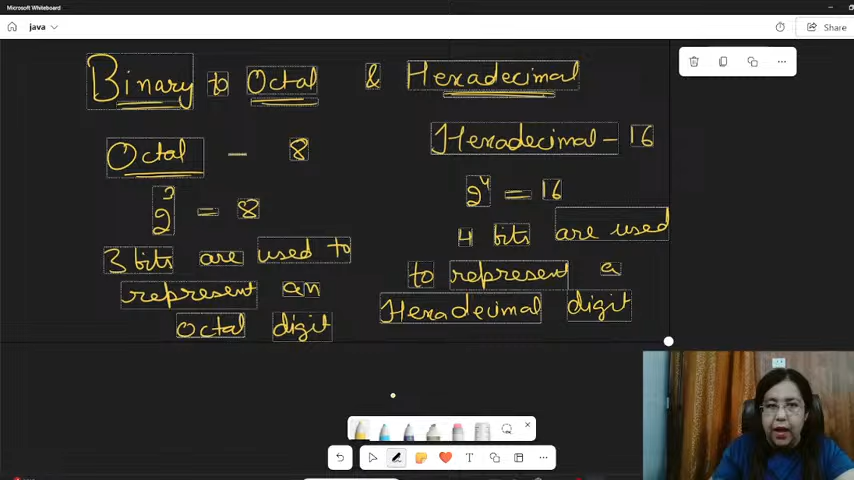 Microsoft Whiteboard
java
Share
Binary to Octal & Hexadecimal
Octal - 8
2³ = 8
3 bits are used to
represent an
Octal digit
Hexadecimal - 16
2⁴ = 16
4 bits are used
to represent a
Hexadecimal digit